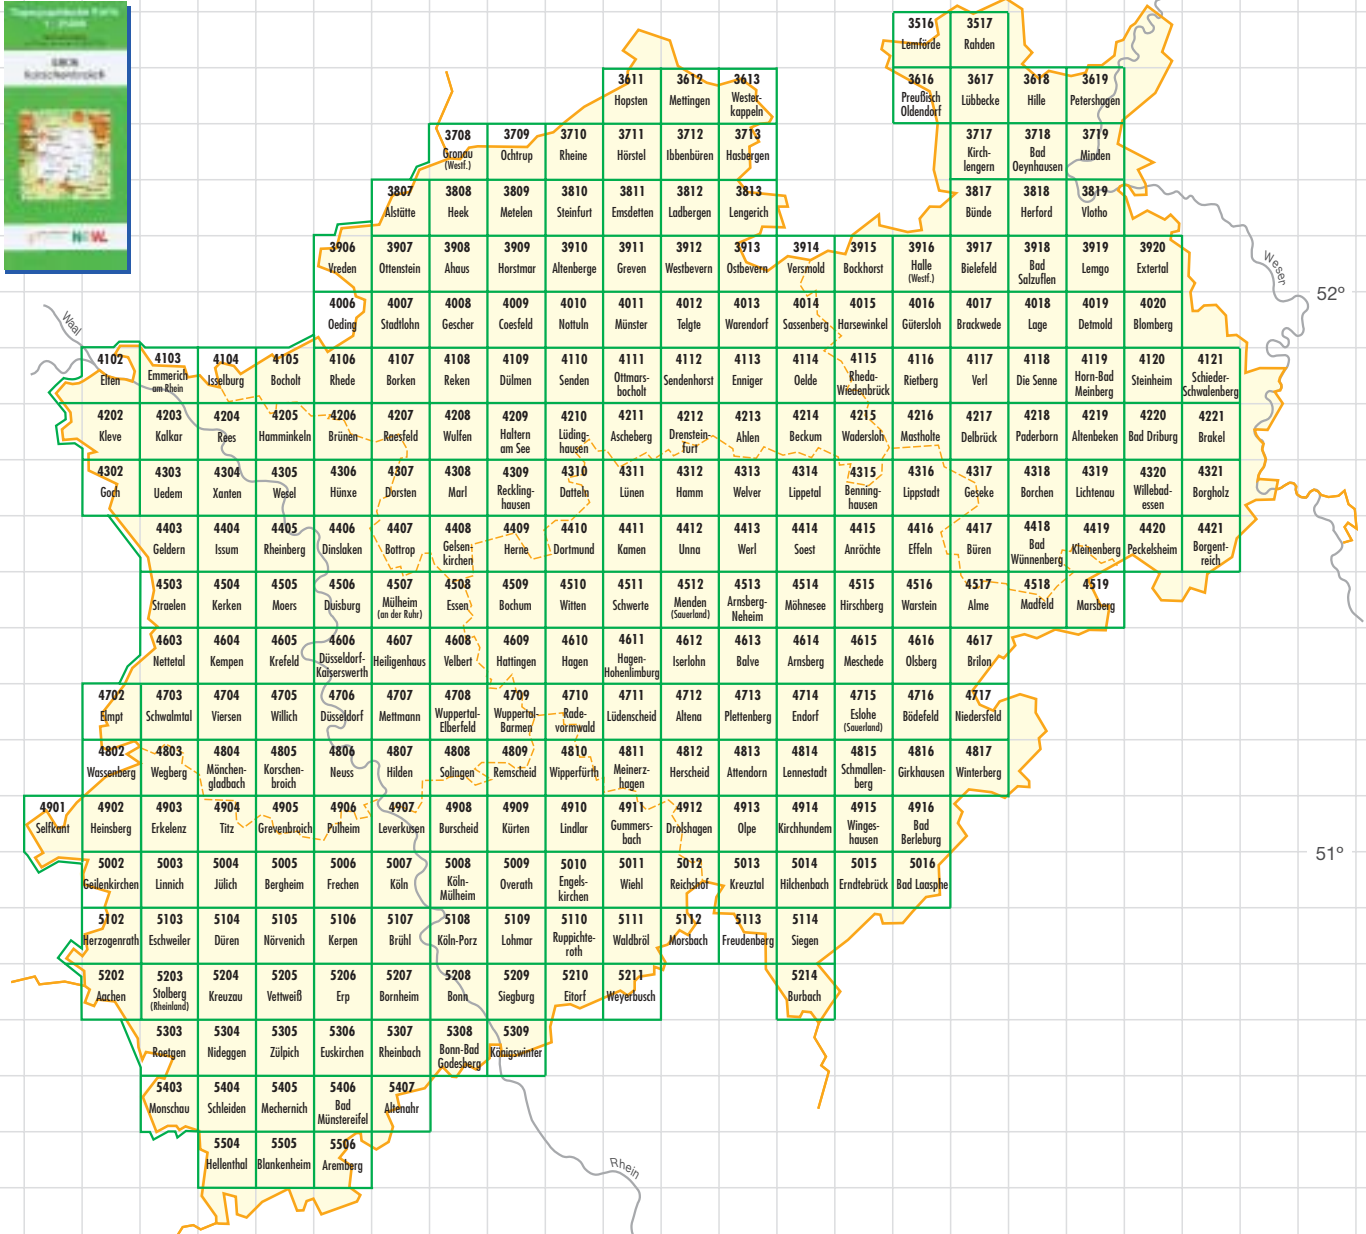 3516
Lemförde
3517
Rahden
3611
Hopsten
3612
Mettingen
3613
Wester-
kappeln
3616
Preußisch
Oldendorf
3617
Lübbecke
3618
Hille
3619
Petershagen
3708
Gronau
(Westf.)
3709
Ochtrup
3710
Rheine
3711
Hörstel
3712
Ibbenbüren
3713
Hasbergen
3717
Kirch-
lengern
3718
Bad
Oeynhausen
3719
Minden
3807
Alstätte
3808
Heek
3809
Metelen
3810
Steinfurt
3811
Emsdetten
3812
Ladbergen
3813
Lengerich
3817
Bünde
3818
Herford
3819
Vlotho
3906
Vreden
3907
Ottenstein
3908
Ahaus
3909
Horstmar
3910
Altenberge
3911
Greven
3912
Westbevern
3913
Ostbevern
3914
Versmold
3915
Bockhorst
3916
Halle
(Westf.)
3917
Bielefeld
3918
Bad
Salzuflen
3919
Lemgo
3920
Extertal
Weser
52º
4006
Oeding
4007
Stadtlohn
4008
Gescher
4009
Coesfeld
4010
Nottuln
4011
Münster
4012
Telgte
4013
Warendorf
4014
Sassenberg
4015
Harsewinkel
4016
Gütersloh
4017
Brackwede
4018
Lage
4019
Detmold
4020
Blomberg
Waal
4102
Elten
4103
Emmerich
am Rhein
4104
Isselburg
4105
Bocholt
4106
Rhede
4107
Borken
4108
Reken
4109
Dülmen
4110
Senden
4111
Ottmars-
bocholt
4112
Sendenhorst
4113
Enniger
4114
Oelde
4115
Rheda-
Wiedenbrück
4116
Rietberg
4117
Verl
4118
Die Senne
4119
Horn-Bad
Meinberg
4120
Steinheim
4121
Schieder-
Schwalenberg
4202
Kleve
4203
Kalkar
4204
Rees
4205
Hamminkeln
4206
Brünen
4207
Raesfeld
4208
Wulfen
4209
Haltern
am See
4210
Lüding-
hausen
4211
Ascheberg
4212
Drenstein-
furt
4213
Ahlen
4214
Beckum
4215
Wadersloh
4216
Mastholte
4217
Delbrück
4218
Paderborn
4219
Altenbeken
4220
Bad Driburg
4221
Brakel
4302
Goch
4303
Uedem
4304
Xanten
4305
Wesel
4306
Hünxe
4307
Dorsten
4308
Marl
4309
Reckling-
hausen
4310
Datteln
4311
Lünen
4312
Hamm
4313
Welver
4314
Lippetal
4315
Benning-
hausen
4316
Lippstadt
4317
Geseke
4318
Borchen
4319
Lichtenau
4320
Willebad-
essen
4321
Borgholz
4403
Geldern
4404
Issum
4405
Rheinberg
4406
Dinslaken
4407
Bottrop
4408
Gelsen-
kirchen
4409
Herne
4410
Dortmund
4411
Kamen
4412
Unna
4413
Werl
4414
Soest
4415
Anröchte
4416
Effeln
4417
Büren
4418
Bad
Wünnenberg
4419
Kleinenberg
4420
Peckelsheim
4421
Borgent-
reich
4503
Straelen
4504
Kerken
4505
Moers
4506
Duisburg
4507
Mülheim
(an der Ruhr)
4508
Essen
4509
Bochum
4510
Witten
4511
Schwerte
4512
Menden
(Sauerland)
4513
Arnsberg-
Neheim
4514
Möhnesee
4515
Hirschberg
4516
Warstein
4517
Alme
4518
Madfeld
4519
Marsberg
4603
Nettetal
4604
Kempen
4605
Krefeld
4606
Düsseldorf-
Kaiserswerth
4607
Heiligenhaus
4608
Velbert
4609
Hattingen
4610
Hagen
4611
Hagen-
Hohenlimburg
4612
Iserlohn
4613
Balve
4614
Arnsberg
4615
Meschede
4616
Olsberg
4617
Brilon
4702
Elmpt
4703
Schwalmtal
4704
Viersen
4705
Willich
4706
Düsseldorf
4707
Mettmann
4708
Wuppertal-
Elberfeld
4709
Wuppertal-
Barmen
4710
Rade-
vormwald
4711
Lüdenscheid
4712
Altena
4713
Plettenberg
4714
Endorf
4715
Eslohe
(Sauerland)
4716
Bödefeld
4717
Niedersfeld
4802
Wassenberg
4803
Wegberg
4804
Mönchen-
gladbach
4805
Korschen-
broich
4806
Neuss
4807
Hilden
4808
Solingen
4809
Remscheid
4810
Wipperfürth
4811
Meinerz-
hagen
4812
Herscheid
4813
Attendorn
4814
Lennestadt
4815
Schmallen-
berg
4816
Girkhausen
4817
Winterberg
4901
Selfkant
4902
Heinsberg
4903
Erkelenz
4904
Titz
4905
Grevenbroich
4906
Pulheim
4907
Leverkusen
4908
Burscheid
4909
Kürten
4910
Lindlar
4911
Gummers-
bach
4912
Drolshagen
4913
Olpe
4914
Kirchhundem
4915
Winges-
hausen
4916
Bad
Berleburg
51º
5002
Geilenkirchen
5003
Linnich
5004
Jülich
5005
Bergheim
5006
Frechen
5007
Köln
5008
Köln-
Mülheim
5009
Overath
5010
Engels-
kirchen
5011
Wiehl
5012
Reichshof
5013
Kreuztal
5014
Hilchenbach
5015
Erndtebrück
5016
Bad Laasphe
5102
Herzogenrath
5103
Eschweiler
5104
Düren
5105
Nörvenich
5106
Kerpen
5107
Brühl
5108
Köln-Porz
5109
Lohmar
5110
Ruppichte-
roth
5111
Waldbröl
5112
Morsbach
5113
Freudenberg
5114
Siegen
5202
Aachen
5203
Stolberg
(Rheinland)
5204
Kreuzau
5205
Vettweiß
5206
Erp
5207
Bornheim
5208
Bonn
5209
Siegburg
5210
Eitorf
5211
Weyerbusch
5214
Burbach
5303
Roetgen
5304
Nideggen
5305
Zülpich
5306
Euskirchen
5307
Rheinbach
5308
Bonn-Bad
Godesberg
5309
Königswinter
5403
Monschau
5404
Schleiden
5405
Mechernich
5406
Bad
Münstereifel
5407
Altenahr
5504
Hellenthal
5505
Blankenheim
5506
Aremberg
Rhein